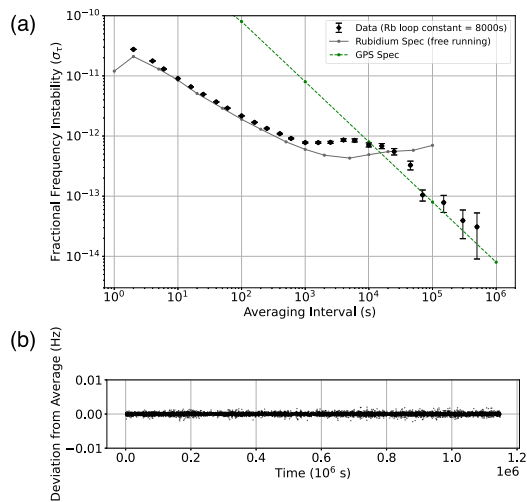 (a)
Fractional Frequency Instability (στ)
10⁻¹⁰
10⁻¹¹
10⁻¹²
10⁻¹³
10⁻¹⁴
Data (Rb loop constant = 8000s)
Rubidium Spec (free running)
GPS Spec
10⁰ 10¹ 10² 10³ 10⁴ 10⁵ 10⁶
Averaging Interval (s)
(b)
Deviation from Average (Hz)
0.01
0.00
−0.01
0.0 0.2 0.4 0.6 0.8 1.0 1.2
1e6
Time (10⁶ s)